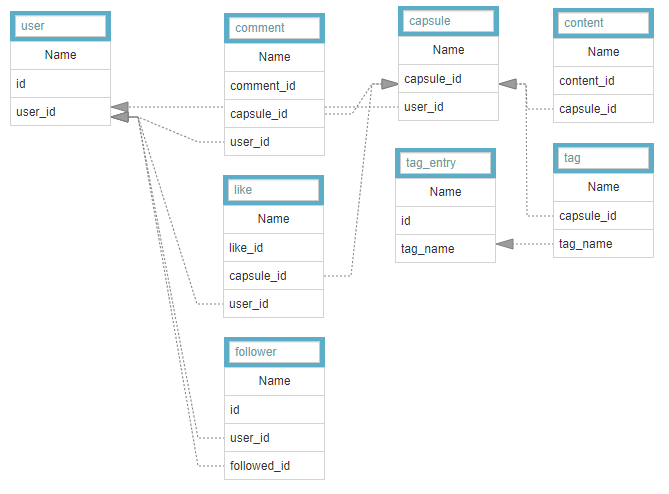 user
Name
id
user_id
comment
Name
comment_id
capsule_id
user_id
capsule
Name
capsule_id
user_id
content
Name
content_id
capsule_id
like
Name
like_id
capsule_id
user_id
tag_entry
Name
id
tag_name
tag
Name
capsule_id
tag_name
follower
Name
id
user_id
followed_id